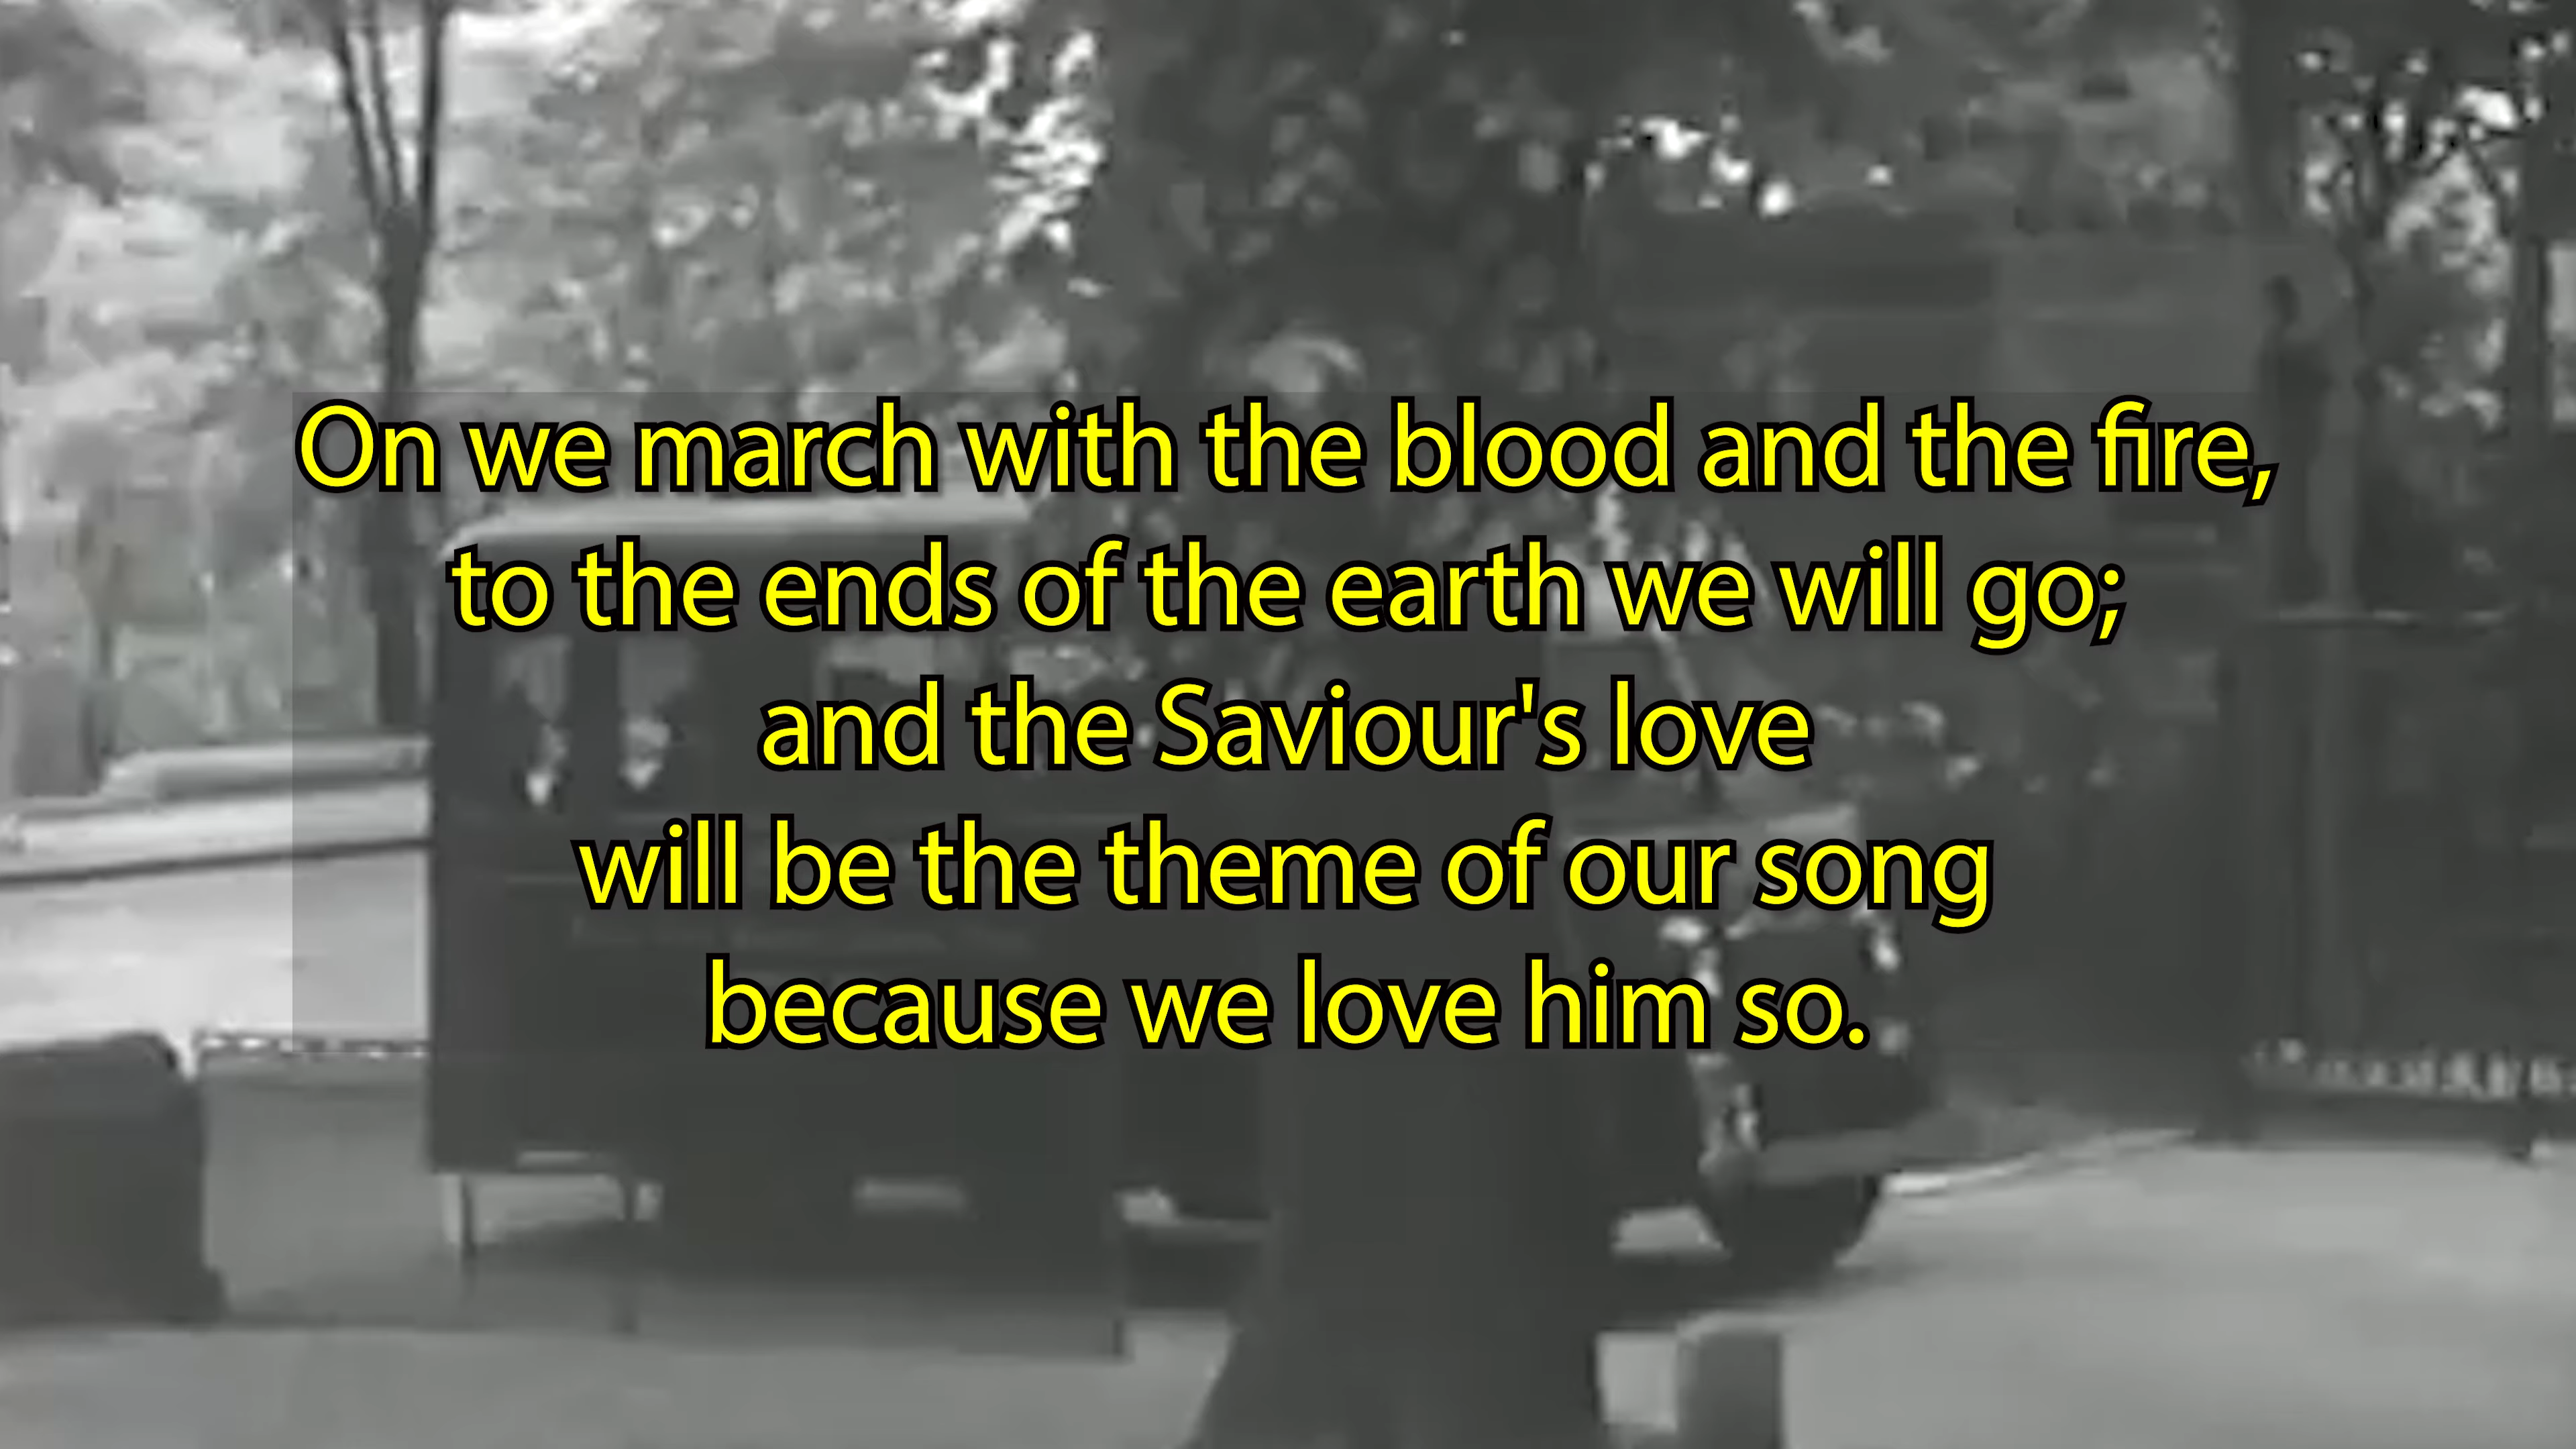 On we march with the blood and the fire,
to the ends of the earth we will go;
and the Saviour's love
will be the theme of our song
because we love him so.